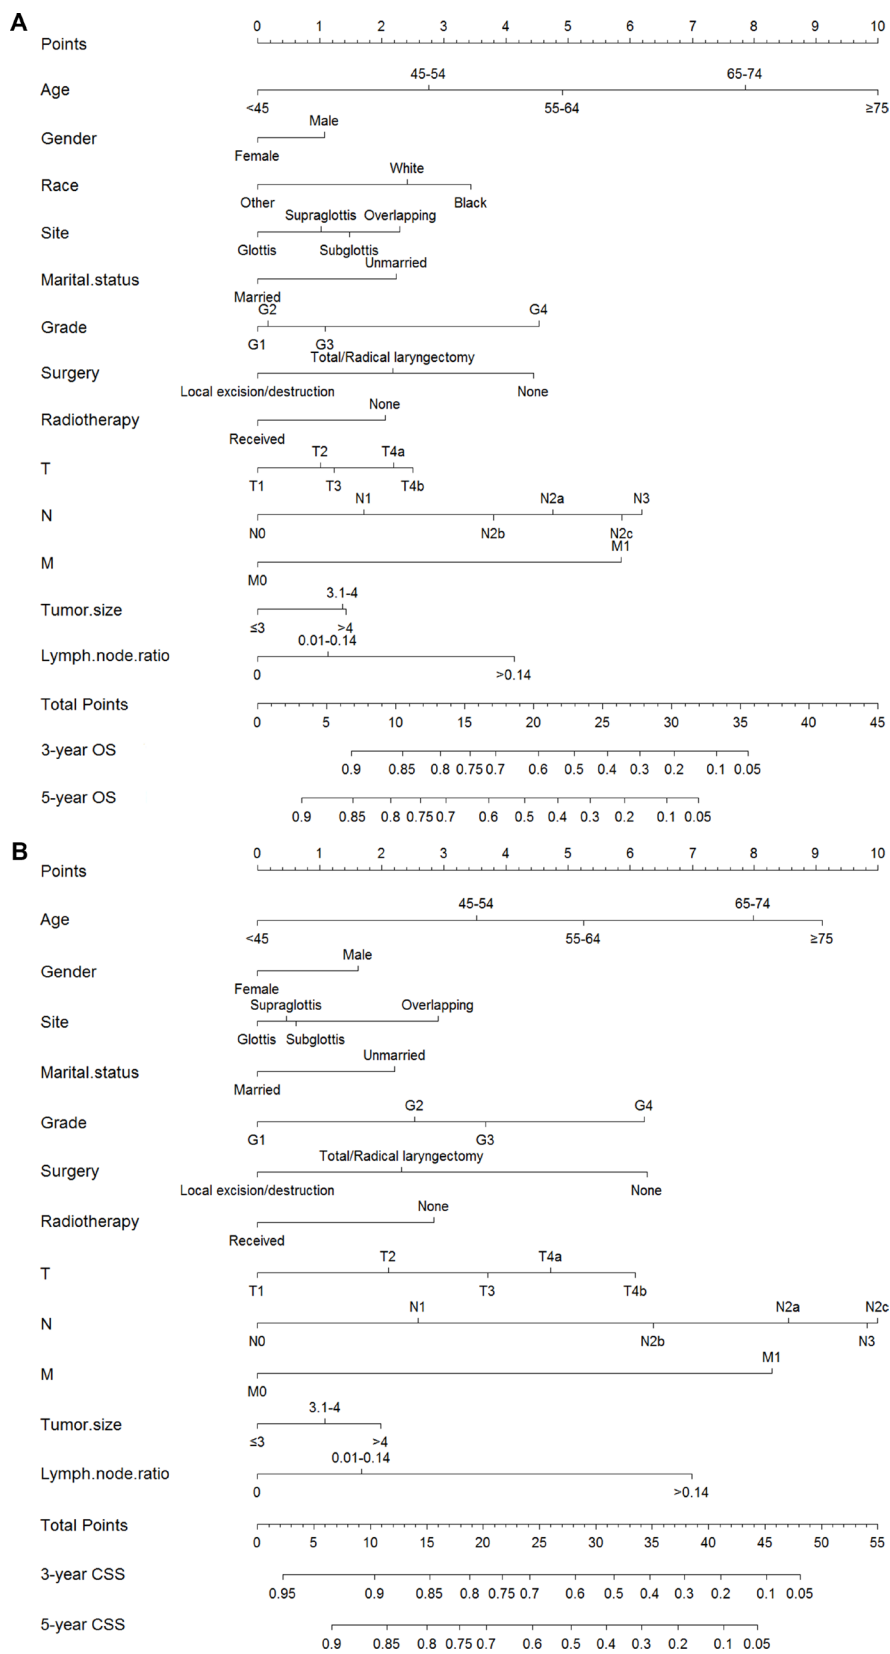 A
0 1 2 3 4 5 6 7 8 9 10
Points
45-54 65-74
Age
<45 55-64 ≥75
Male
Gender
Female
White
Race
Other Black
Supraglottis Overlapping
Site
Glottis Subglottis
Unmarried
Marital.status
Married
G2 G4
Grade
G1 G3
Total/Radical laryngectomy
Surgery
Local excision/destruction None
None
Radiotherapy
Received
T2 T4a
T
T1 T3 T4b
N1 N2a N3
N
N0 N2b N2c
M1
M
M0
3.1-4
Tumor.size
≤3 >4
0.01-0.14
Lymph.node.ratio
0 >0.14
Total Points
0 5 10 15 20 25 30 35 40 45
3-year OS
0.9 0.85 0.8 0.75 0.7 0.6 0.5 0.4 0.3 0.2 0.1 0.05
5-year OS
0.9 0.85 0.8 0.75 0.7 0.6 0.5 0.4 0.3 0.2 0.1 0.05
B
0 1 2 3 4 5 6 7 8 9 10
Points
45-54 65-74
Age
<45 55-64 ≥75
Male
Gender
Female
Supraglottis Overlapping
Site
Glottis Subglottis
Unmarried
Marital.status
Married
G2 G4
Grade
G1 G3
Total/Radical laryngectomy
Surgery
Local excision/destruction None
None
Radiotherapy
Received
T2 T4a
T
T1 T3 T4b
N1 N2a N2c
N
N0 N2b N3
M1
M
M0
3.1-4
Tumor.size
≤3 >4
0.01-0.14
Lymph.node.ratio
0 >0.14
Total Points
0 5 10 15 20 25 30 35 40 45 50 55
3-year CSS
0.95 0.9 0.85 0.8 0.75 0.7 0.6 0.5 0.4 0.3 0.2 0.1 0.05
5-year CSS
0.9 0.85 0.8 0.75 0.7 0.6 0.5 0.4 0.3 0.2 0.1 0.05